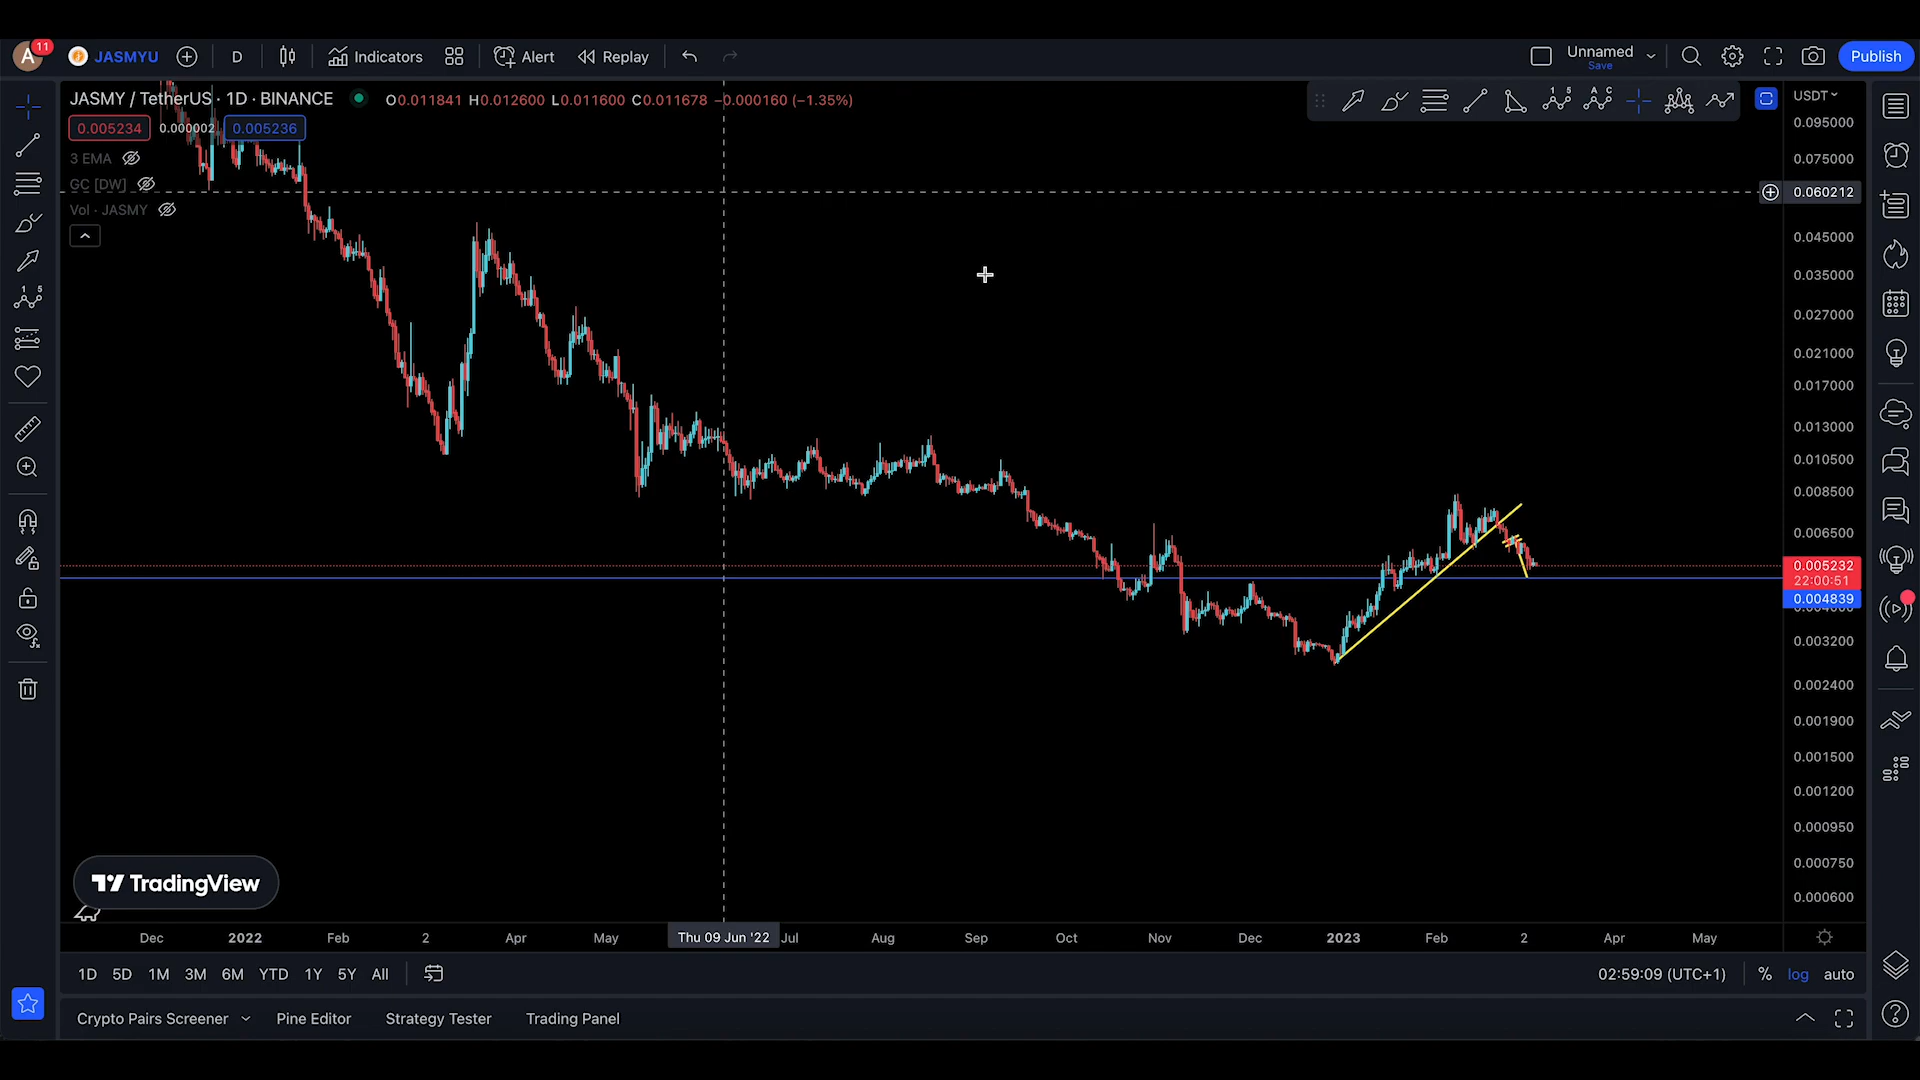 A 11 JASMYU D Indicators Alert Replay Unnamed Save Publish
JASMY / TetherUS · 1D · BINANCE O0.011841 H0.012600 L0.011600 C0.011678 −0.000160 (−1.35%)
0.005234 0.000002 0.005236
3 EMA
GC [DW]
Vol · JASMY
1 5 A C
USDT
0.095000
0.075000
0.060212
0.045000
0.035000
0.027000
0.021000
0.017000
0.013000
0.010500
0.008500
0.006500
0.005232
22:00:51
0.004839
0.003200
0.002400
0.001900
0.001500
0.001200
0.000950
0.000750
0.000600
1 5
TradingView
Dec 2022 Feb 2 Apr May Thu 09 Jun '22 Jul Aug Sep Oct Nov Dec 2023 Feb 2 Apr May
1D 5D 1M 3M 6M YTD 1Y 5Y All 02:59:09 (UTC+1) % log auto
Crypto Pairs Screener Pine Editor Strategy Tester Trading Panel